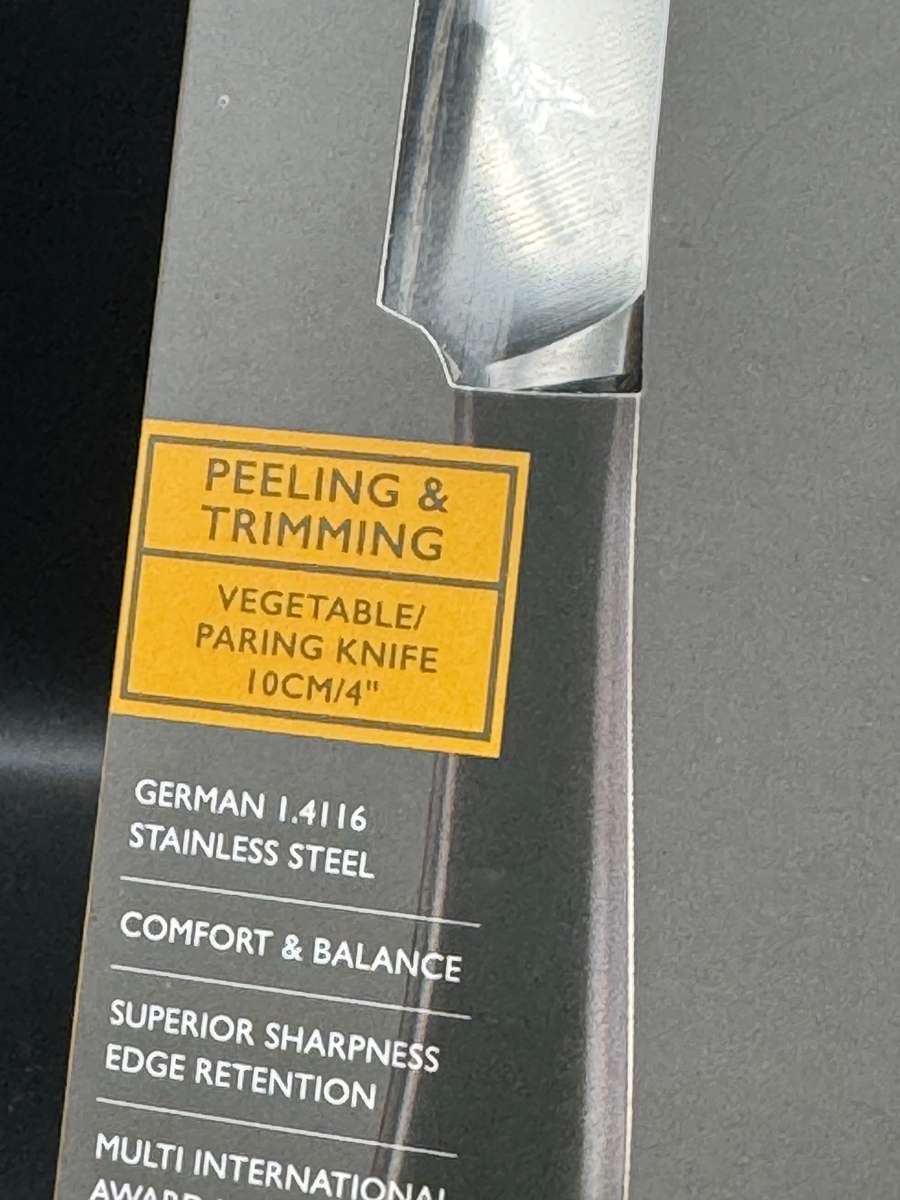 PEELING &
TRIMMING
VEGETABLE/
PARING KNIFE
10CM/4"
GERMAN 1.4116
STAINLESS STEEL
COMFORT & BALANCE
SUPERIOR SHARPNESS
EDGE RETENTION
MULTI INTERNATIONAL
AWARD